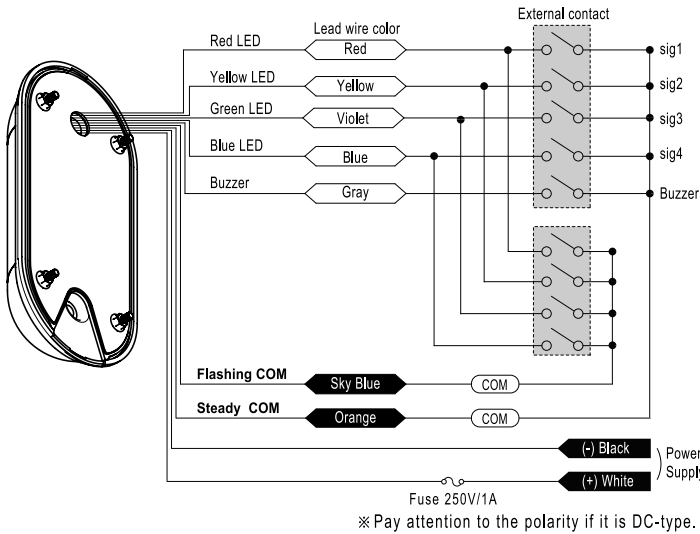 External contact
Lead wire color
Red LED
Red
sig1
Yellow LED
Yellow
sig2
Green LED
Violet
sig3
Blue LED
Blue
sig4
Buzzer
Gray
Buzzer
Flashing COM
Sky Blue
COM
Steady COM
Orange
COM
(-) Black
Power
Supply
(+) White
Fuse 250V/1A
※ Pay attention to the polarity if it is DC-type.